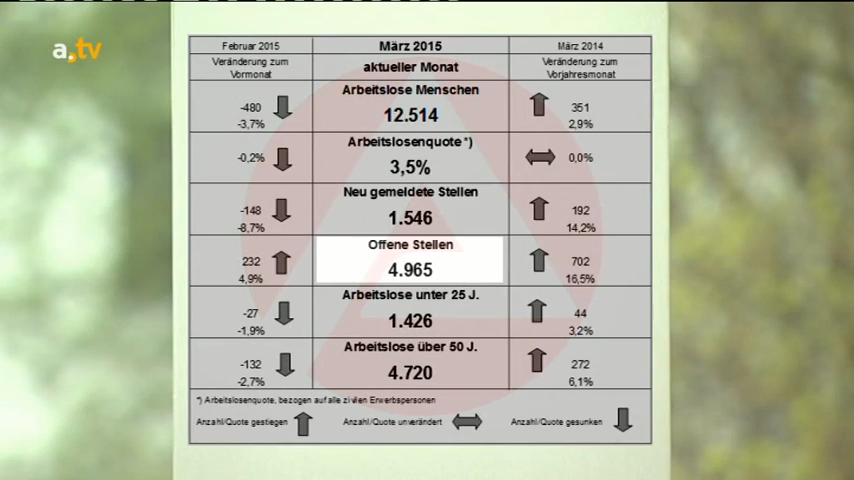 a.tv
Februar 2015 März 2015 März 2014
Veränderung zum Vormonat aktueller Monat Veränderung zum Vorjahresmonat
Arbeitslose Menschen
-480 12.514 351
-3,7% 2,9%
Arbeitslosenquote *)
-0,2% 3,5% 0,0%
Neu gemeldete Stellen
-148 1.546 192
-8,7% 14,2%
Offene Stellen
232 4.965 702
4,9% 16,5%
Arbeitslose unter 25 J.
-27 1.426 44
-1,9% 3,2%
Arbeitslose über 50 J.
-132 4.720 272
-2,7% 6,1%
*) Arbeitslosenquote, bezogen auf alle zivilen Erwerbspersonen
Anzahl/Quote gestiegen Anzahl/Quote unverändert Anzahl/Quote gesunken